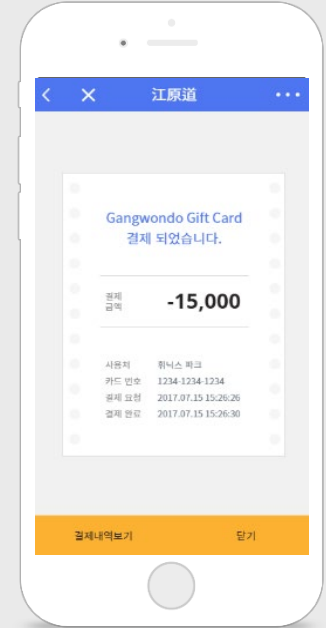 江原道
Gangwondo Gift Card
결제 되었습니다.
결제
금액
-15,000
사용처 휘닉스 파크
카드 번호 1234-1234-1234
결제 요청 2017.07.15 15:26:26
결제 완료 2017.07.15 15:26:30
결제내역보기 닫기